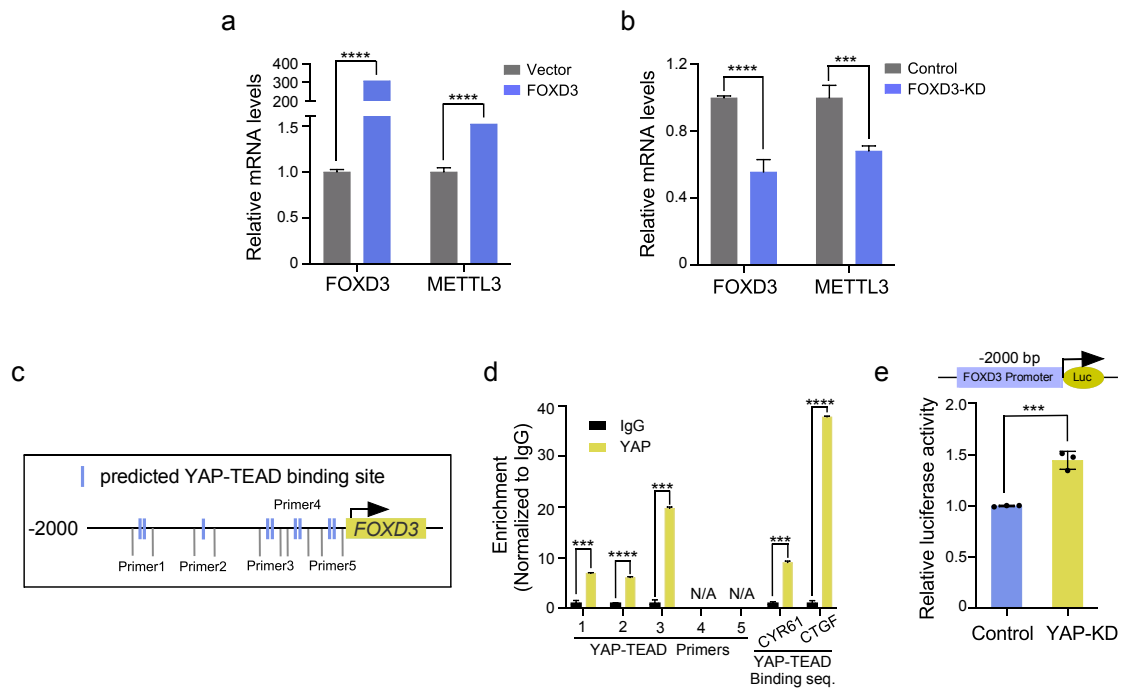 a
Relative mRNA levels
400
300
200
1.5
1.0
0.5
0
****
****
Vector
FOXD3
FOXD3
METTL3
b
Relative mRNA levels
1.2
0.8
0.4
0
****
***
Control
FOXD3-KD
FOXD3
METTL3
c
predicted YAP-TEAD binding site
Primer4
-2000
FOXD3
Primer1
Primer2
Primer3
Primer5
d
Enrichment
(Normalized to IgG)
40
30
20
10
0
IgG
YAP
***
****
***
N/A
N/A
***
****
1
2
3
4
5
CYR61
CTGF
YAP-TEAD Primers
YAP-TEAD
Binding seq.
e
-2000 bp
FOXD3 Promoter
Luc
Relative luciferase activity
2.0
1.5
1.0
0.5
0.0
***
Control
YAP-KD